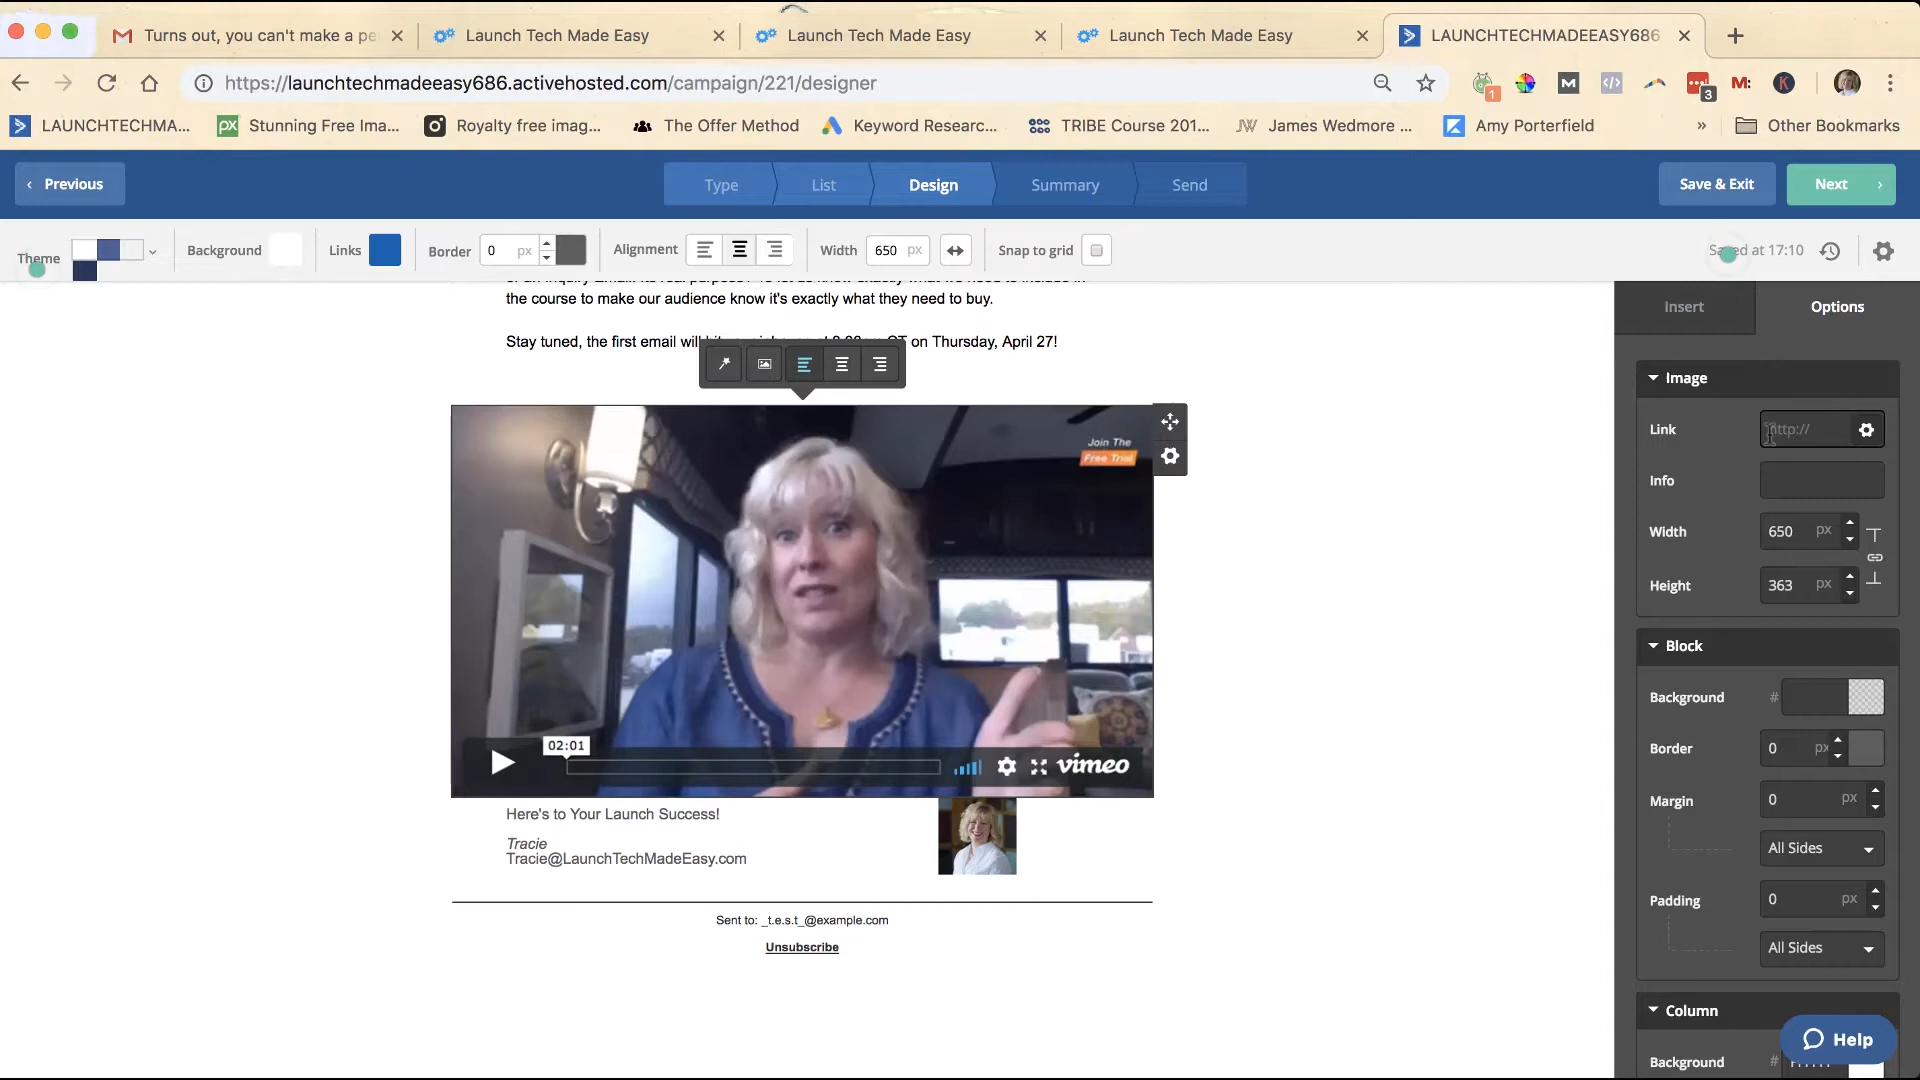 Turns out, you can't make a pe
Launch Tech Made Easy
Launch Tech Made Easy
Launch Tech Made Easy
LAUNCHTECHMADEEASY686
https://launchtechmadeeasy686.activehosted.com/campaign/221/designer
1
3
M:
K
LAUNCHTECHMA...
px Stunning Free Ima...
Royalty free imag...
The Offer Method
Keyword Researc...
TRIBE Course 201...
JW James Wedmore ...
Amy Porterfield
»
Other Bookmarks
‹ Previous
Type
List
Design
Summary
Send
Save & Exit
Next ›
Theme
Background
Links
Border 0 px
Alignment
Width 650 px
Snap to grid
Saved at 17:10
the course to make our audience know it's exactly what they need to buy.
Stay tuned, the first email will
on Thursday, April 27!
Join The
Free Trial
02:01
vimeo
Here's to Your Launch Success!
Tracie
Tracie@LaunchTechMadeEasy.com
Sent to: _t.e.s.t_@example.com
Unsubscribe
Insert
Options
Image
Link http://
Info
Width 650 px
Height 363 px
Block
Background #
Border 0 px
Margin 0 px
All Sides
Padding 0 px
All Sides
Column
Background #
Help